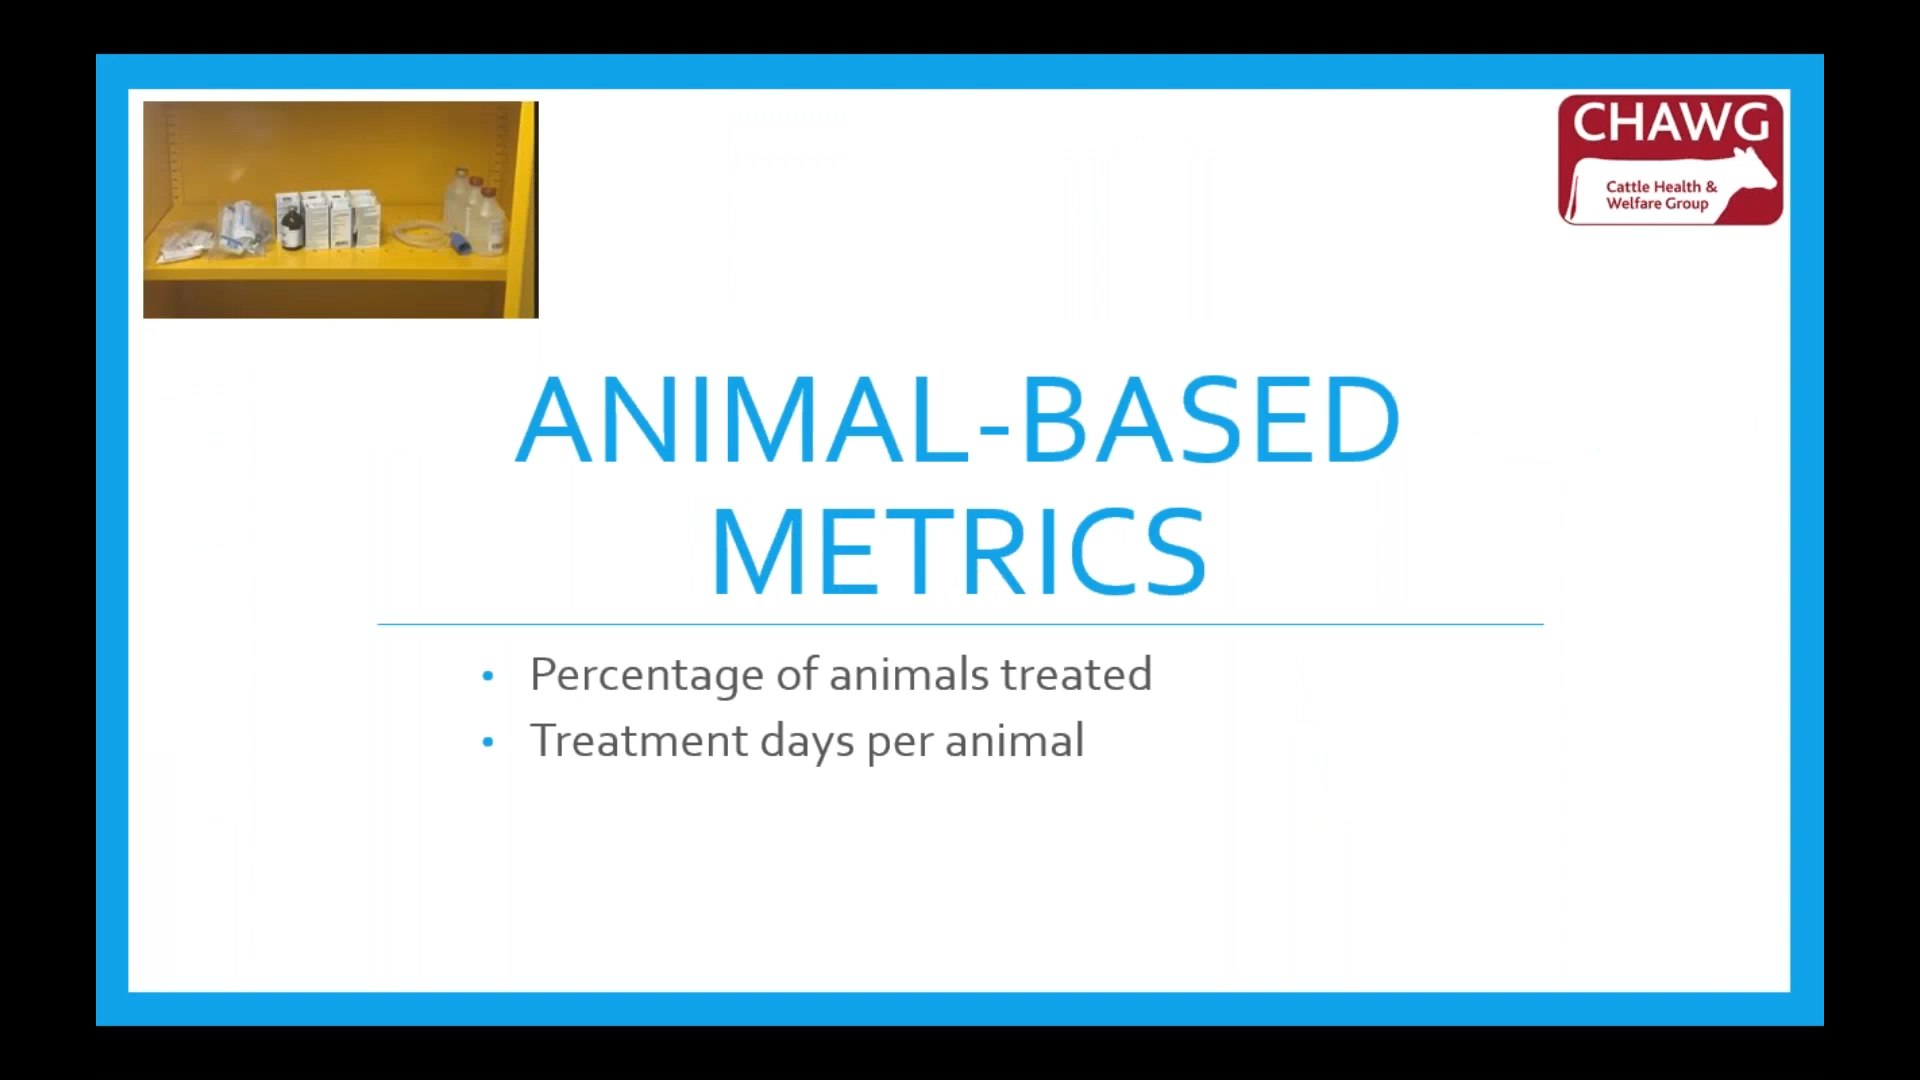 CHAWG
Cattle Health &
Welfare Group
ANIMAL-BASED
METRICS
• Percentage of animals treated
• Treatment days per animal